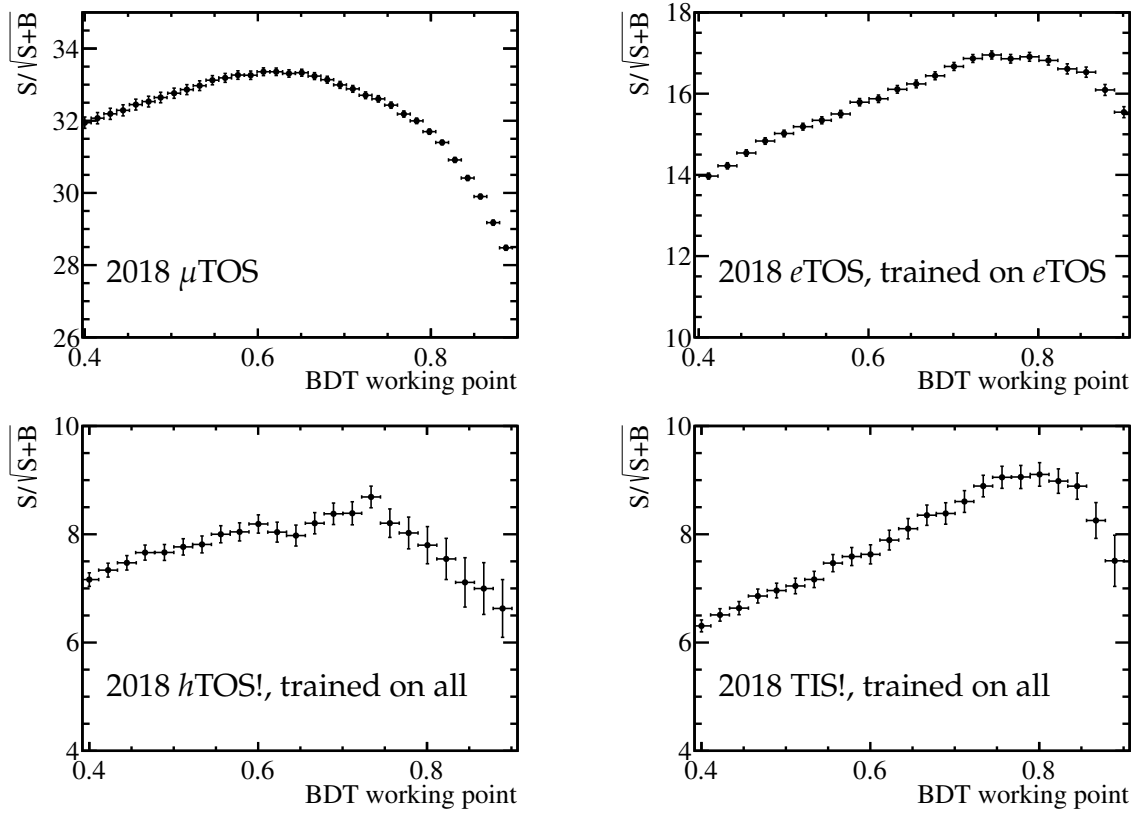 S/√S+B
34
32
30
28
26
0.4
0.6
0.8
BDT working point
2018 μTOS
S/√S+B
18
16
14
12
10
0.4
0.6
0.8
BDT working point
2018 eTOS, trained on eTOS
S/√S+B
10
8
6
4
0.4
0.6
0.8
BDT working point
2018 hTOS!, trained on all
S/√S+B
10
8
6
4
0.4
0.6
0.8
BDT working point
2018 TIS!, trained on all